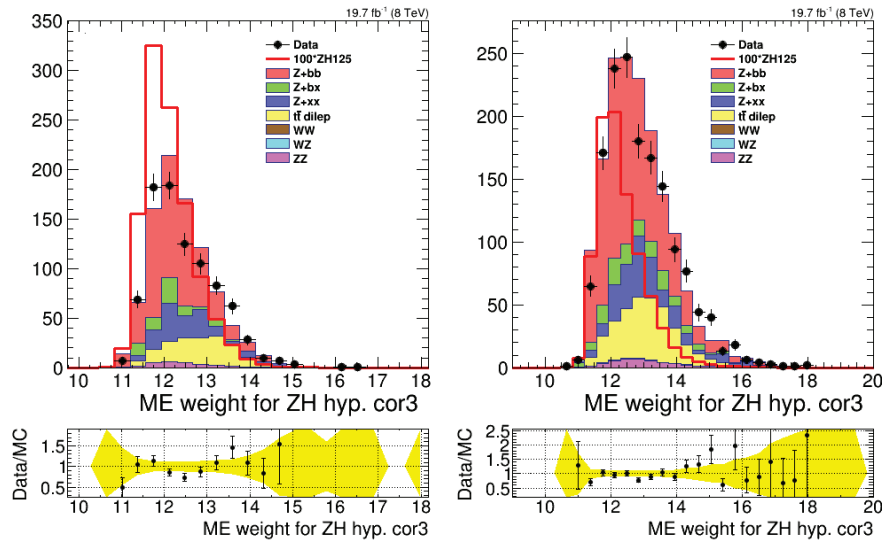 19.7 fb⁻¹ (8 TeV)
350
300
250
200
150
100
50
0
Data
100*ZH125
Z+bb
Z+bx
Z+xx
tt̄ dilep
WW
WZ
ZZ
10 11 12 13 14 15 16 17 18
ME weight for ZH hyp. cor3
Data/MC
1.5
1
0.5
10 11 12 13 14 15 16 17 18
ME weight for ZH hyp. cor3
19.7 fb⁻¹ (8 TeV)
250
200
150
100
50
0
Data
100*ZH125
Z+bb
Z+bx
Z+xx
tt̄ dilep
WW
WZ
ZZ
10 12 14 16 18 20
ME weight for ZH hyp. cor3
Data/MC
2.5
2
1.5
1
0.5
10 12 14 16 18 20
ME weight for ZH hyp. cor3